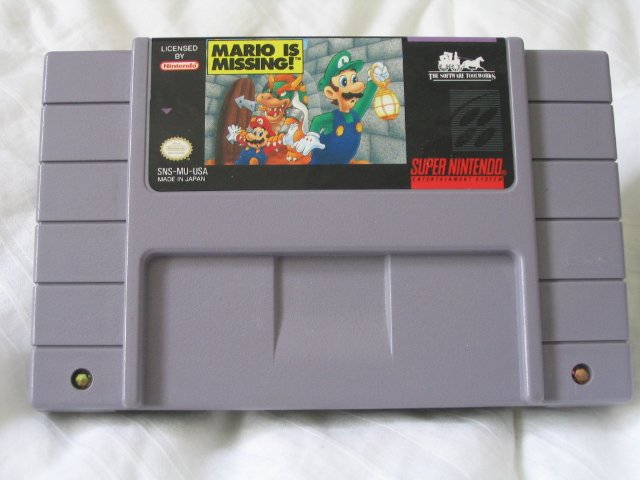 LICENSED
BY
Nintendo
MARIO IS
MISSING!™
THE SOFTWARE TOOLWORKS
SNS-MU-USA
MADE IN JAPAN
SUPER NINTENDO
ENTERTAINMENT SYSTEM